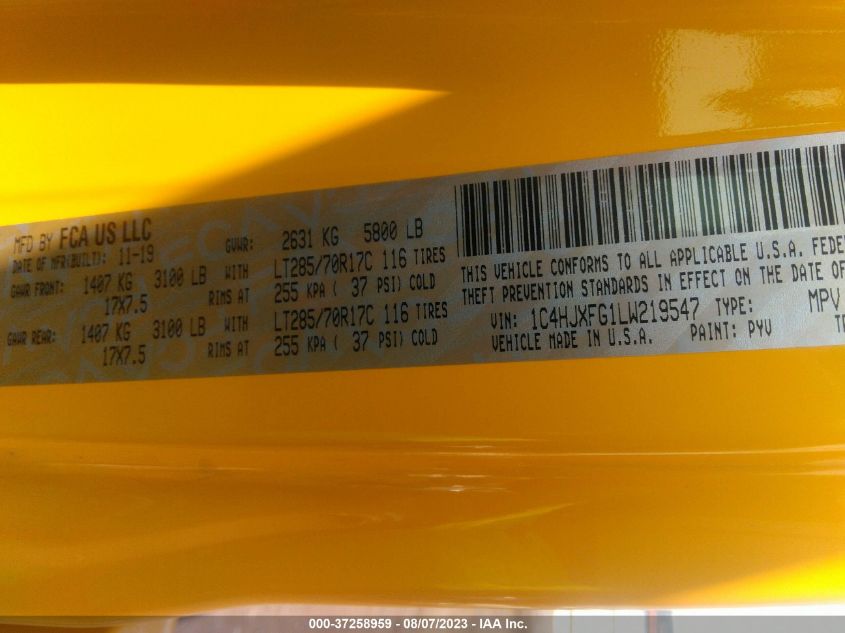 MFD BY FCA US LLC
DATE OF MFR(BUILT): 11-19
GVWR: 2631 KG 5800 LB
GAWR FRONT: 1407 KG 3100 LB WITH LT285/70R17C 116 TIRES
17X7.5 RIMS AT 255 KPA ( 37 PSI) COLD
GAWR REAR: 1407 KG 3100 LB WITH LT285/70R17C 116 TIRES
17X7.5 RIMS AT 255 KPA ( 37 PSI) COLD
THIS VEHICLE CONFORMS TO ALL APPLICABLE U.S.A. FEDE
THEFT PREVENTION STANDARDS IN EFFECT ON THE DATE OF
VIN: 1C4HJXFG1LW219547 TYPE: MPV
VEHICLE MADE IN U.S.A. PAINT: PYV TR
000-37258959 - 08/07/2023 - IAA Inc.